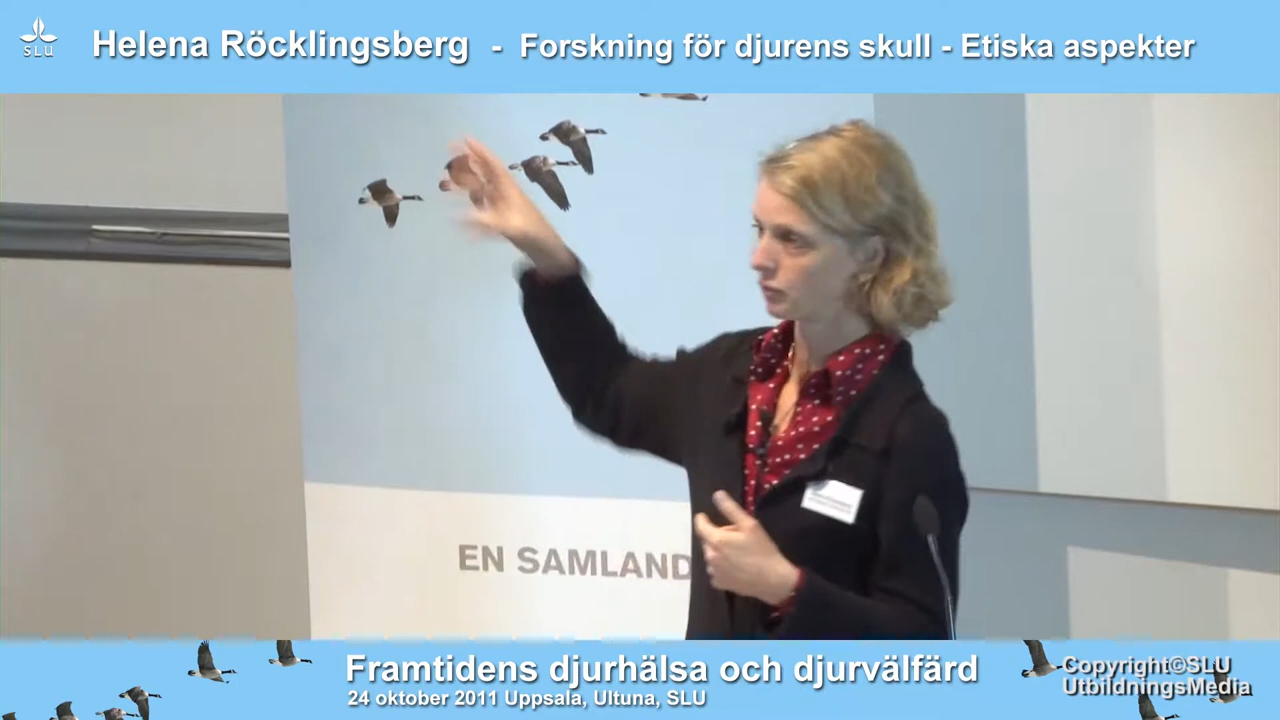 SLU
Helena Röcklingsberg - Forskning för djurens skull - Etiska aspekter
EN SAMLAND
Framtidens djurhälsa och djurvälfärd
24 oktober 2011 Uppsala, Ultuna, SLU
Copyright©SLU
UtbildningsMedia